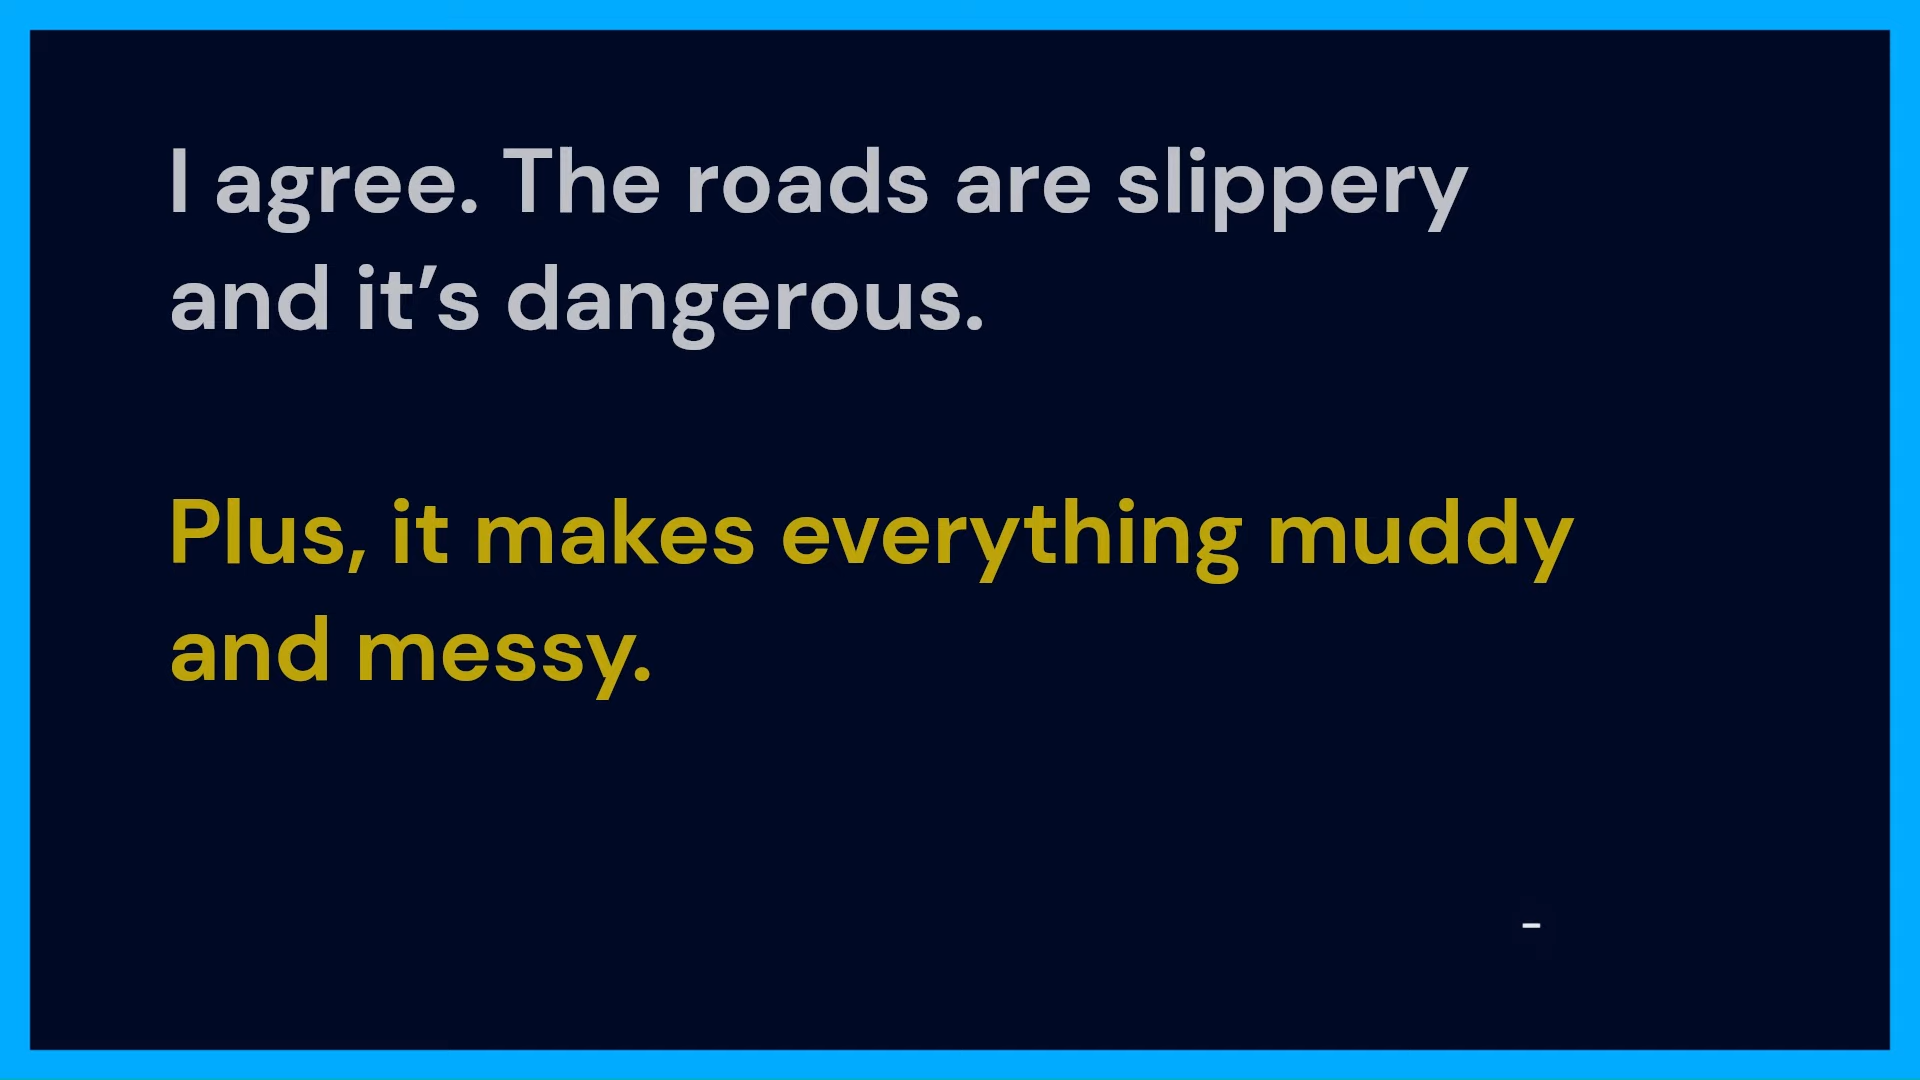 I agree. The roads are slippery
and it’s dangerous.
Plus, it makes everything muddy
and messy.
-